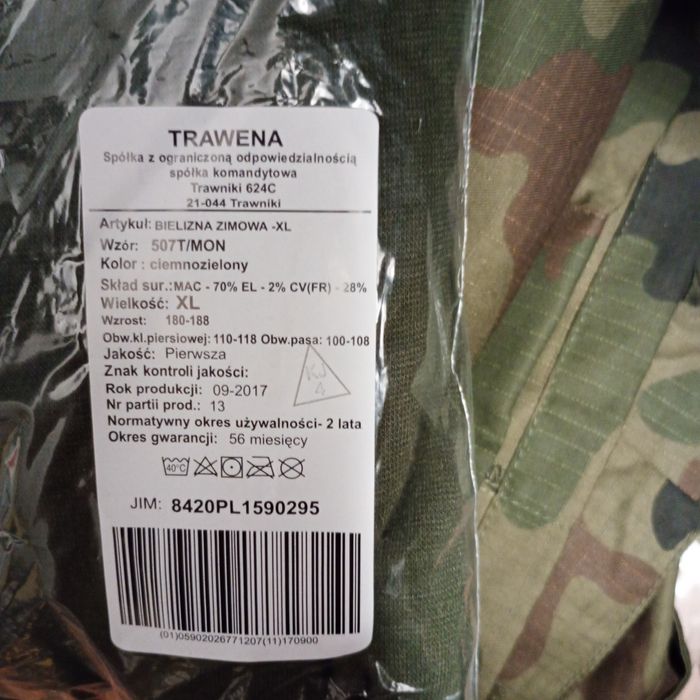 TRAWENA
Spółka z ograniczoną odpowiedzialnością
spółka komandytowa
Trawniki 624C
21-044 Trawniki
Artykuł: BIELIZNA ZIMOWA -XL
Wzór: 507T/MON
Kolor : ciemnozielony
Skład sur.:MAC - 70% EL - 2% CV(FR) - 28%
Wielkość: XL
Wzrost: 180-188
Obw.kl.piersiowej: 110-118 Obw.pasa: 100-108
Jakość: Pierwsza
Znak kontroli jakości:
KJ
4
Rok produkcji: 09-2017
Nr partii prod.: 13
Normatywny okres używalności- 2 lata
Okres gwarancji: 56 miesięcy
40°C
JIM: 8420PL1590295
(01)05902026771207(11)170900